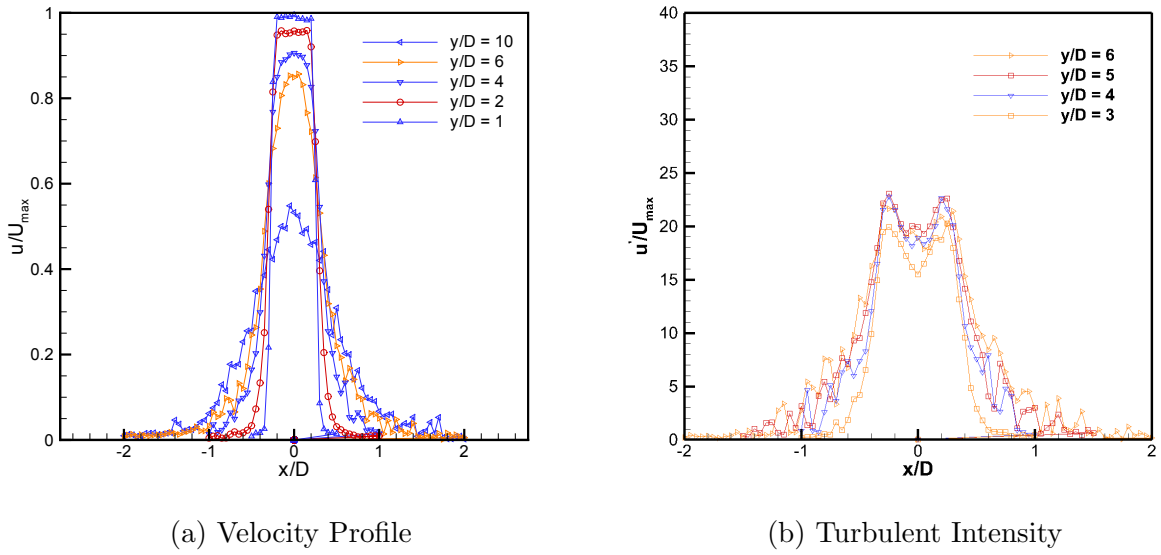 1
0.8
0.6
0.4
0.2
0
u/U_max
-2
-1
0
1
2
x/D
y/D = 10
y/D = 6
y/D = 4
y/D = 2
y/D = 1
40
35
30
25
20
15
10
5
0
u'/U_max
-2
-1
0
1
2
x/D
y/D = 6
y/D = 5
y/D = 4
y/D = 3
(a) Velocity Profile
(b) Turbulent Intensity